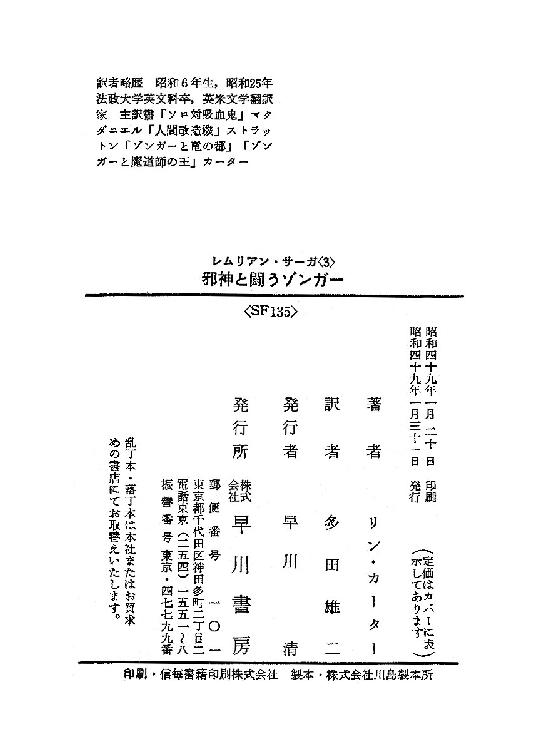 訳者略歴　昭和6年生，昭和25年
法政大学英文科卒，英米文学翻訳
家　主訳書『ソロ対吸血鬼』マク
ダニエル『人間改造機』ストラッ
トン『ゾンガーと竜の都』『ゾン
ガーと魔道師の王』カーター
レムリアン・サーガ〈3〉
邪神と闘うゾンガー
〈SF135〉
昭和四十九年一月二十日　印刷
昭和四十九年一月三十一日　発行
（定価はカバーに表示してあります）
著者　リン・カーター
訳者　多田雄二
発行者　早川清
発行所　株式会社　早川書房
郵便番号　一〇一
東京都千代田区神田多町二丁目二
電話東京（二五四）一五五一〜八
振替番号　東京・四七七九九番
乱丁本・落丁本は本社またはお買求
めの書店にてお取替えいたします。
印刷・信毎書籍印刷株式会社　製本・株式会社川島製本所